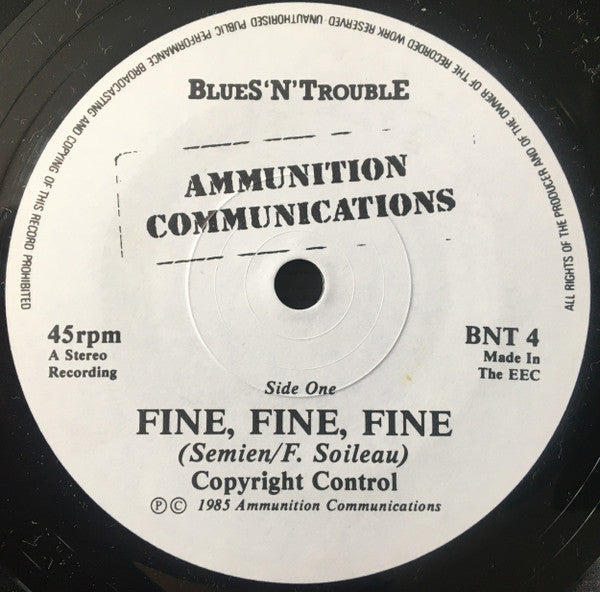 ALL RIGHTS OF THE PRODUCER AND OF THE OWNER OF THE RECORDED WORK RESERVED · UNAUTHORISED PUBLIC PERFORMANCE BROADCASTING AND COPYING OF THIS RECORD PROHIBITED
BLUES'N'TROUBLE
AMMUNITION
COMMUNICATIONS
45rpm
A Stereo
Recording
BNT 4
Made In
The EEC
Side One
FINE, FINE, FINE
(Semien/F. Soileau)
Copyright Control
Ⓟ © 1985 Ammunition Communications